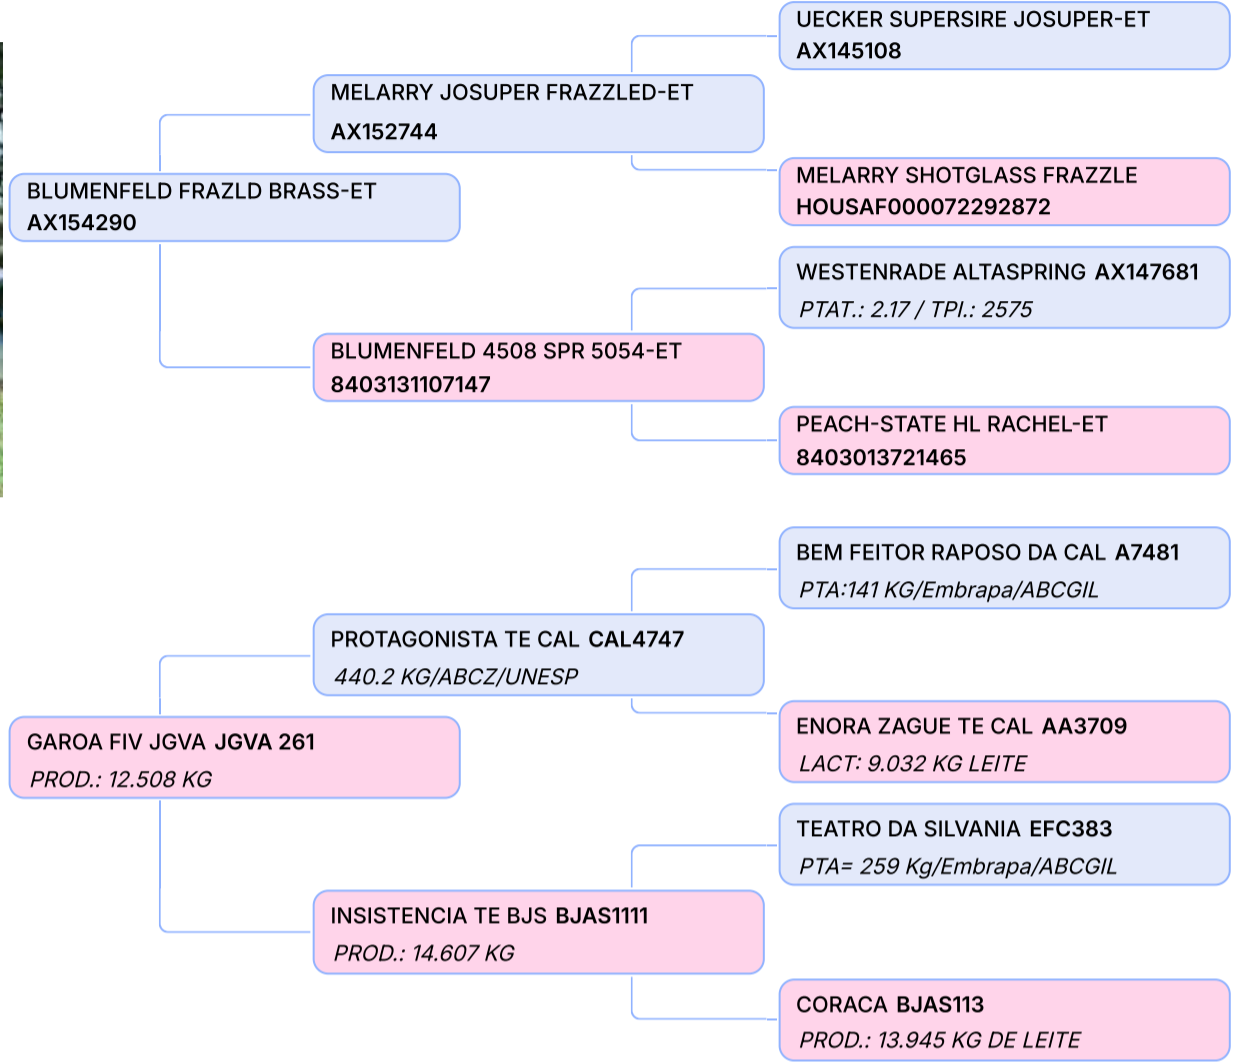 UECKER SUPERSIRE JOSUPER-ET
AX145108
MELARRY JOSUPER FRAZZLED-ET
AX152744
MELARRY SHOTGLASS FRAZZLE
HOUSAF000072292872
BLUMENFELD FRAZLD BRASS-ET
AX154290
WESTENRADE ALTASPRING AX147681
PTAT.: 2.17 / TPI.: 2575
BLUMENFELD 4508 SPR 5054-ET
8403131107147
PEACH-STATE HL RACHEL-ET
8403013721465
BEM FEITOR RAPOSO DA CAL A7481
PTA:141 KG/Embrapa/ABCGIL
PROTAGONISTA TE CAL CAL4747
440.2 KG/ABCZ/UNESP
ENORA ZAGUE TE CAL AA3709
LACT: 9.032 KG LEITE
GAROA FIV JGVA JGVA 261
PROD.: 12.508 KG
TEATRO DA SILVANIA EFC383
PTA= 259 Kg/Embrapa/ABCGIL
INSISTENCIA TE BJS BJAS1111
PROD.: 14.607 KG
CORACA BJAS113
PROD.: 13.945 KG DE LEITE